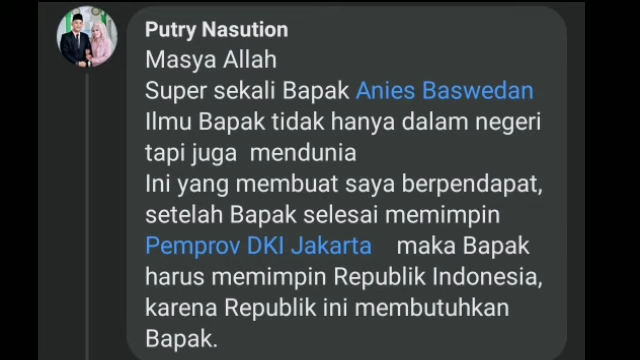 Putry Nasution
Masya Allah
Super sekali Bapak Anies Baswedan
Ilmu Bapak tidak hanya dalam negeri
tapi juga mendunia
Ini yang membuat saya berpendapat,
setelah Bapak selesai memimpin
Pemprov DKI Jakarta maka Bapak
harus memimpin Republik Indonesia,
karena Republik ini membutuhkan
Bapak.